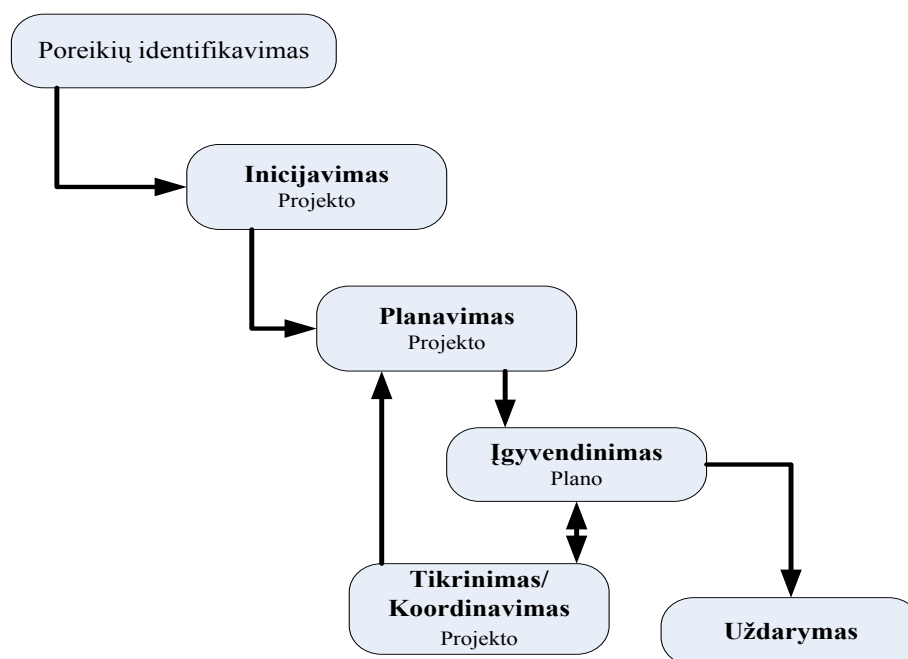 Poreikių identifikavimas
Inicijavimas
Projekto
Planavimas
Projekto
Įgyvendinimas
Plano
Tikrinimas/
Koordinavimas
Projekto
Uždarymas